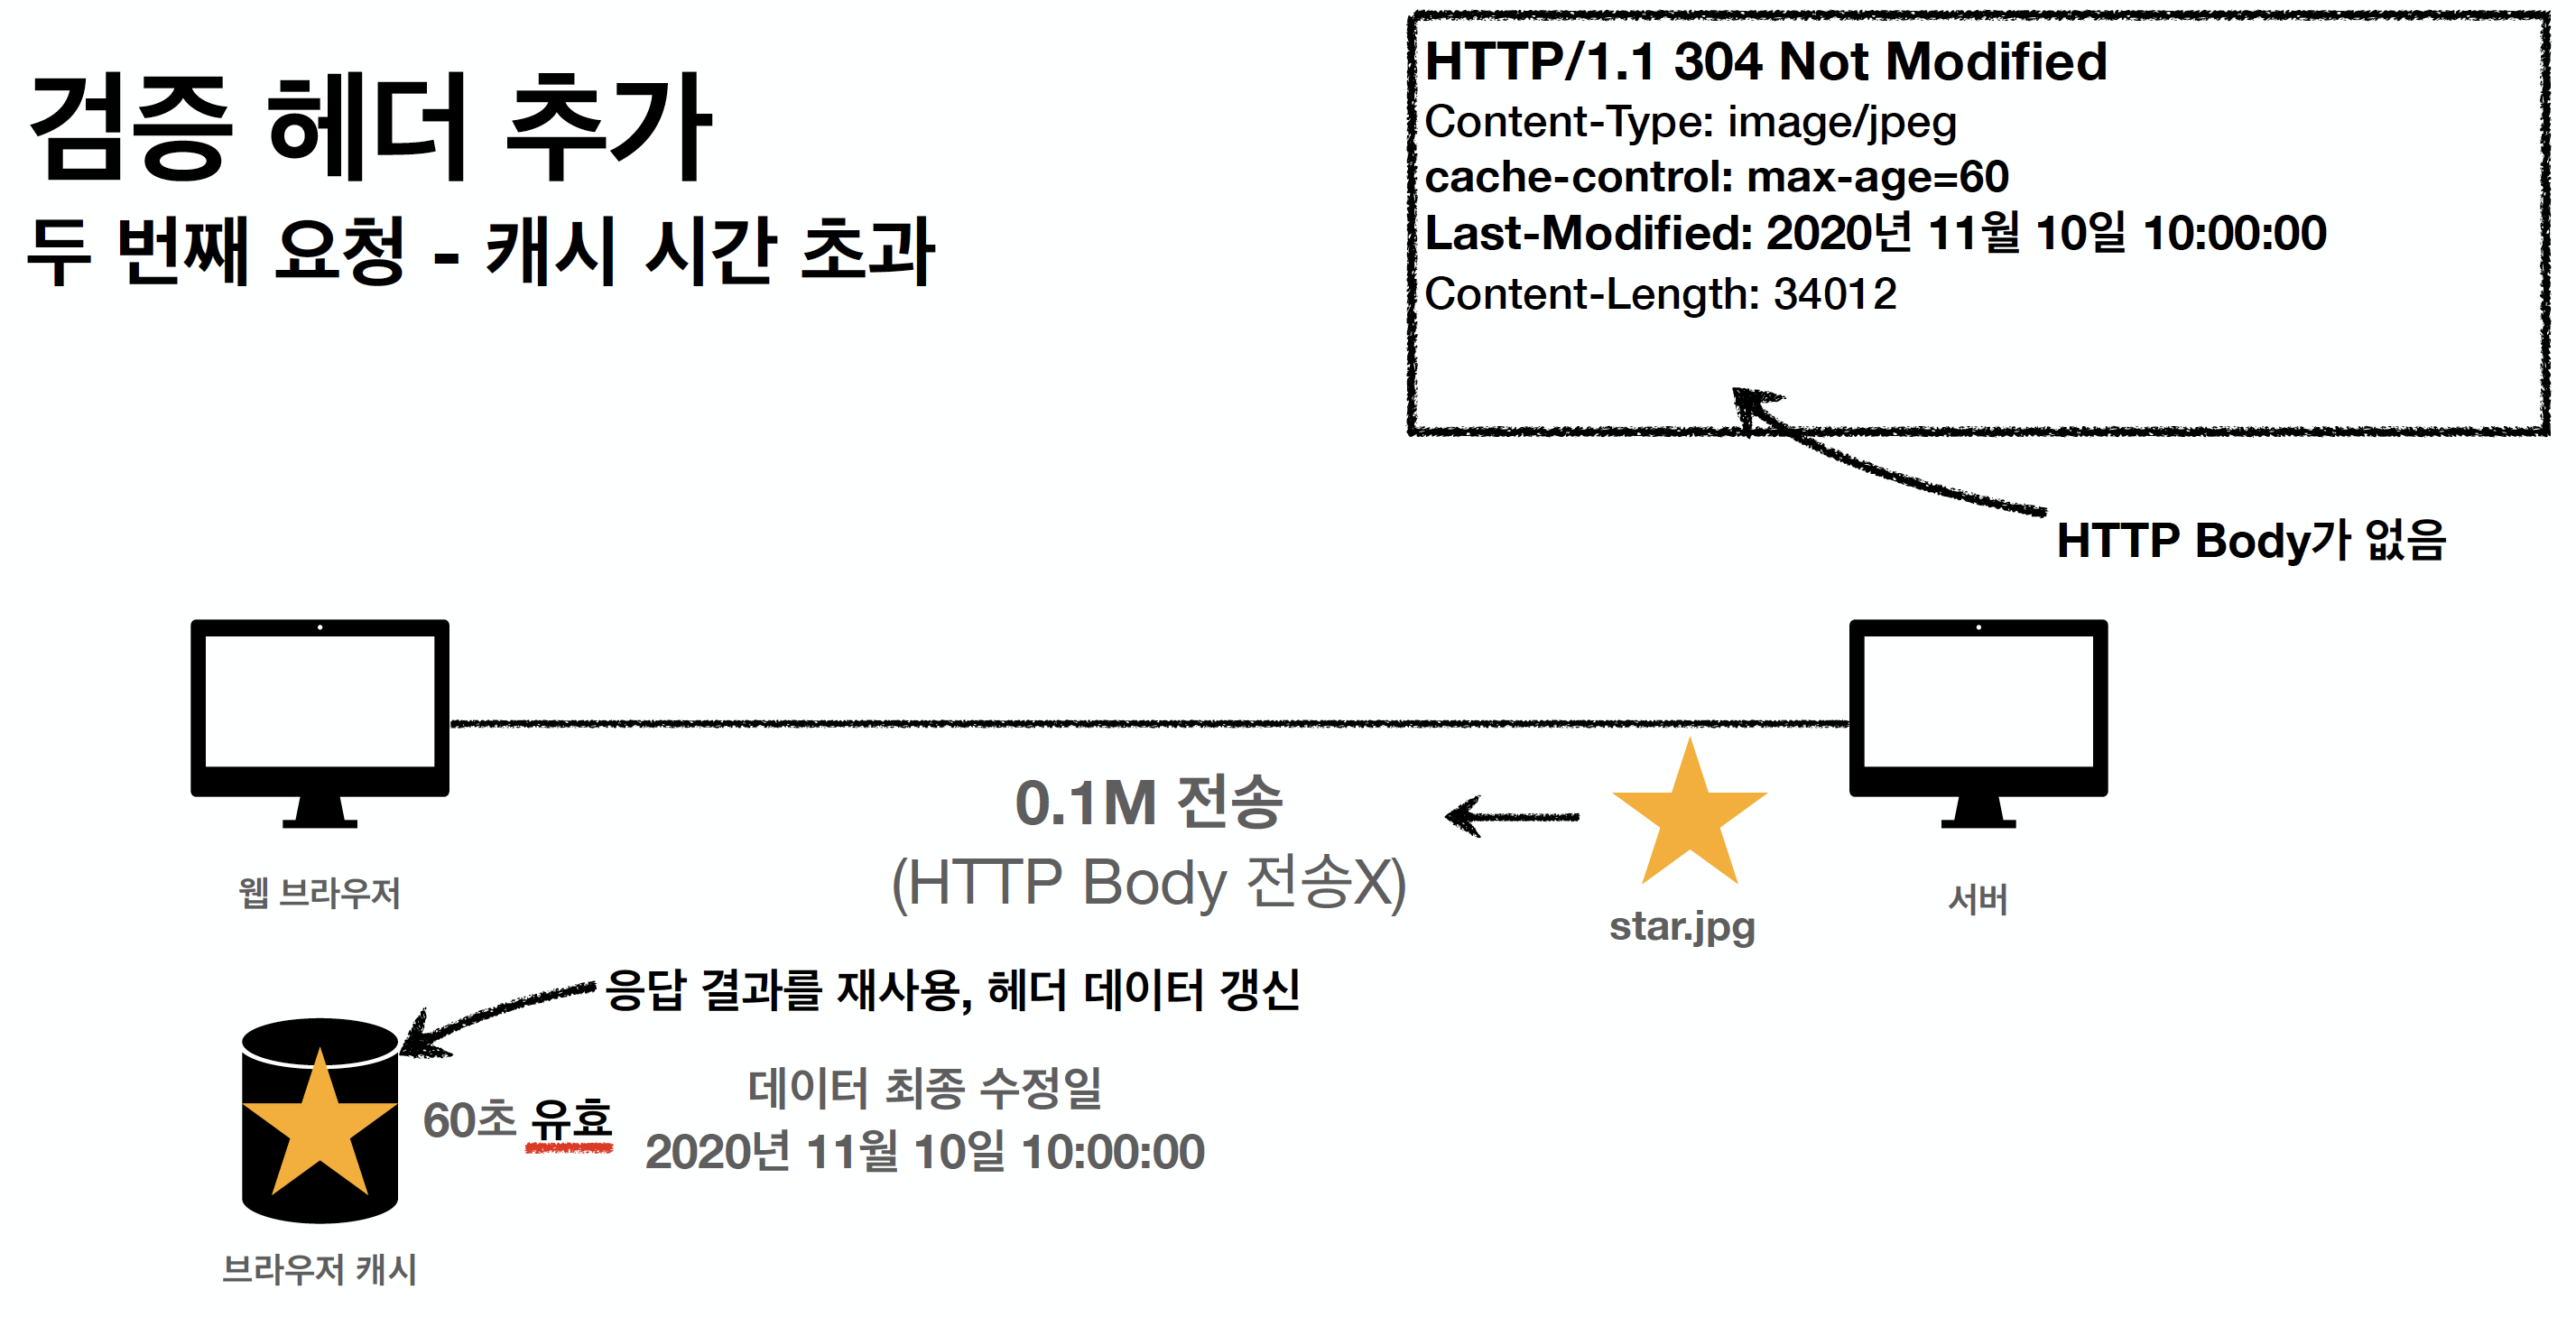 검증 헤더 추가
두 번째 요청 - 캐시 시간 초과
HTTP/1.1 304 Not Modified
Content-Type: image/jpeg
cache-control: max-age=60
Last-Modified: 2020년 11월 10일 10:00:00
Content-Length: 34012
HTTP Body가 없음
0.1M 전송
(HTTP Body 전송X)
웹 브라우저
서버
star.jpg
응답 결과를 재사용, 헤더 데이터 갱신
60초 유효
데이터 최종 수정일
2020년 11월 10일 10:00:00
브라우저 캐시